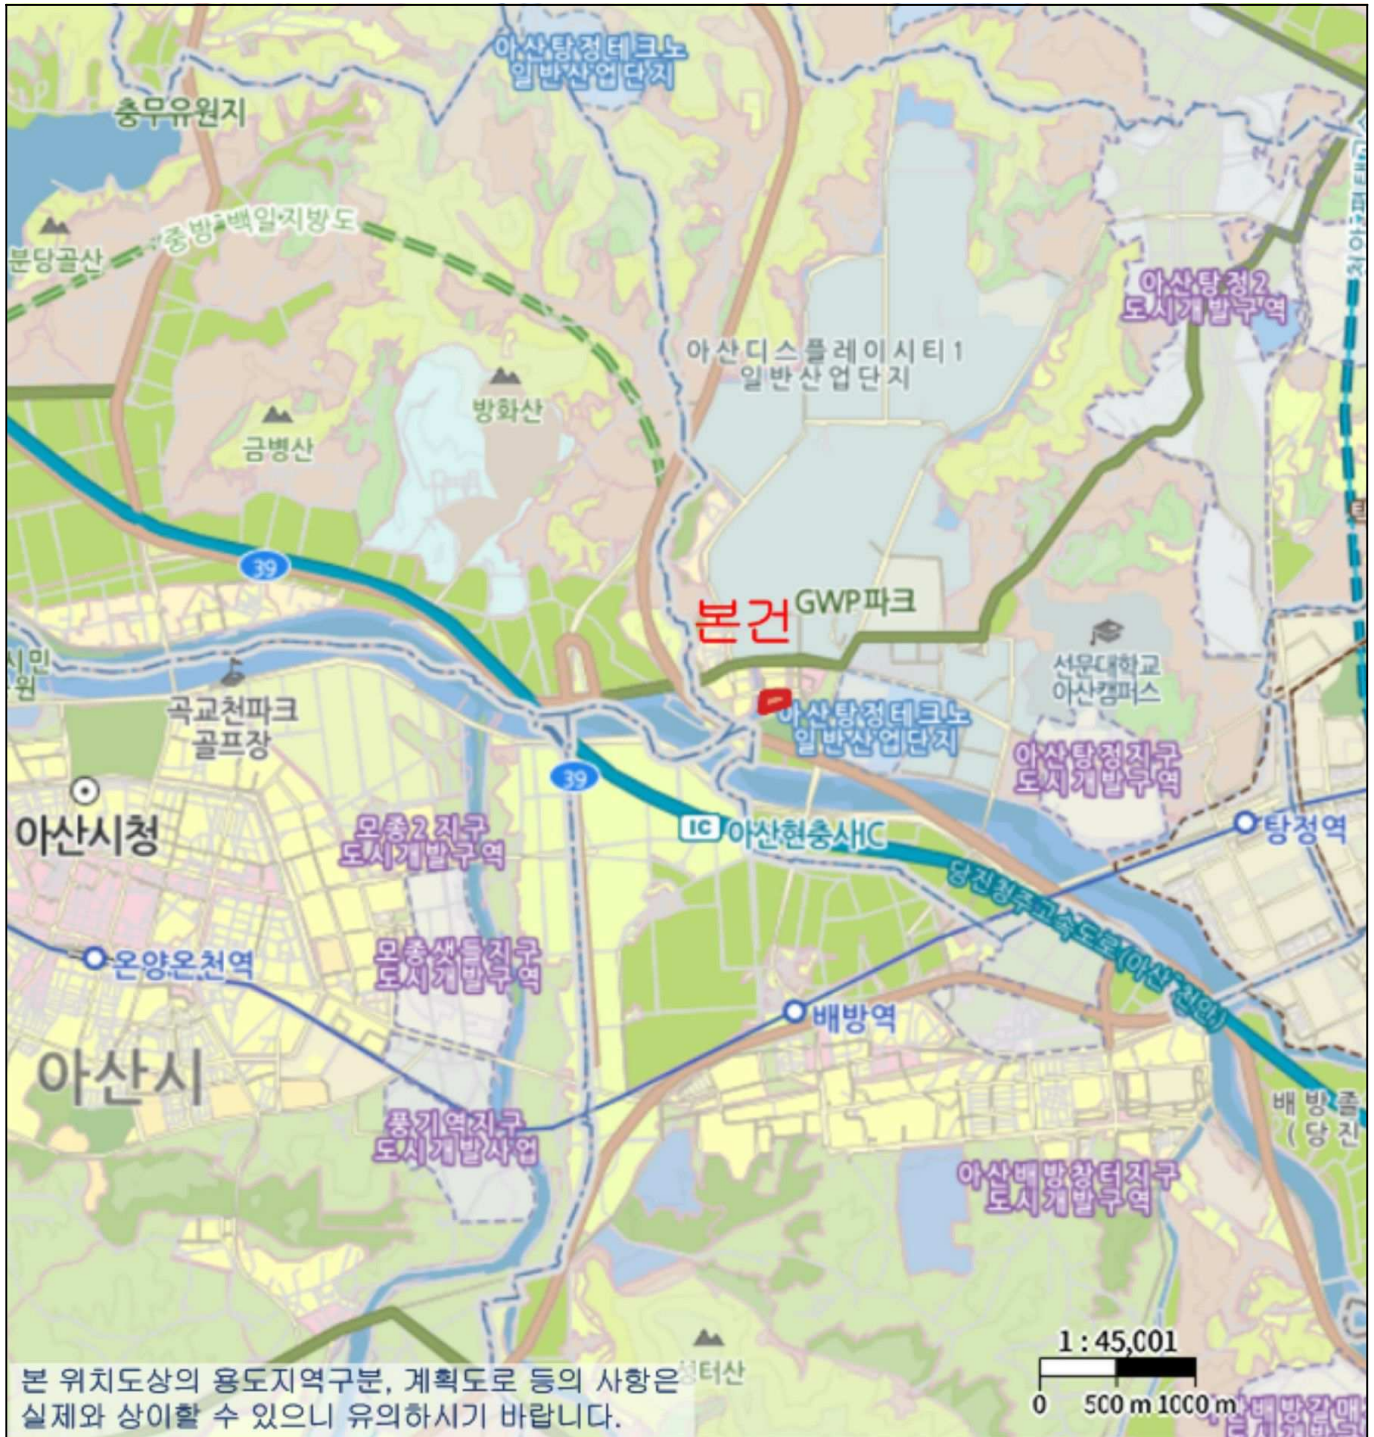 아산탕정테크노
일반산업단지
충무유원지
중방-백일지방도
분당골산
아산탕정2
도시개발구역
아산디스플레이시티1
일반산업단지
방화산
금병산
39
GWP파크
본건
선문대학교
아산캠퍼스
시민
원
곡교천파크
골프장
아산탕정테크노
일반산업단지
아산탕정지구
도시개발구역
39
아산시청
모종2지구
도시개발구역
IC 아산현충사IC
탕정역
당진청주고속도로(아산-천안)
모종샛들지구
도시개발구역
온양온천역
배방역
아산시
풍기역지구
도시개발사업
배방졸
(당진
아산배방창터지구
도시개발구역
성터산
1 : 45,001
0 500 m 1000 m
배방갈매
본 위치도상의 용도지역구분, 계획도로 등의 사항은
실제와 상이할 수 있으니 유의하시기 바랍니다.